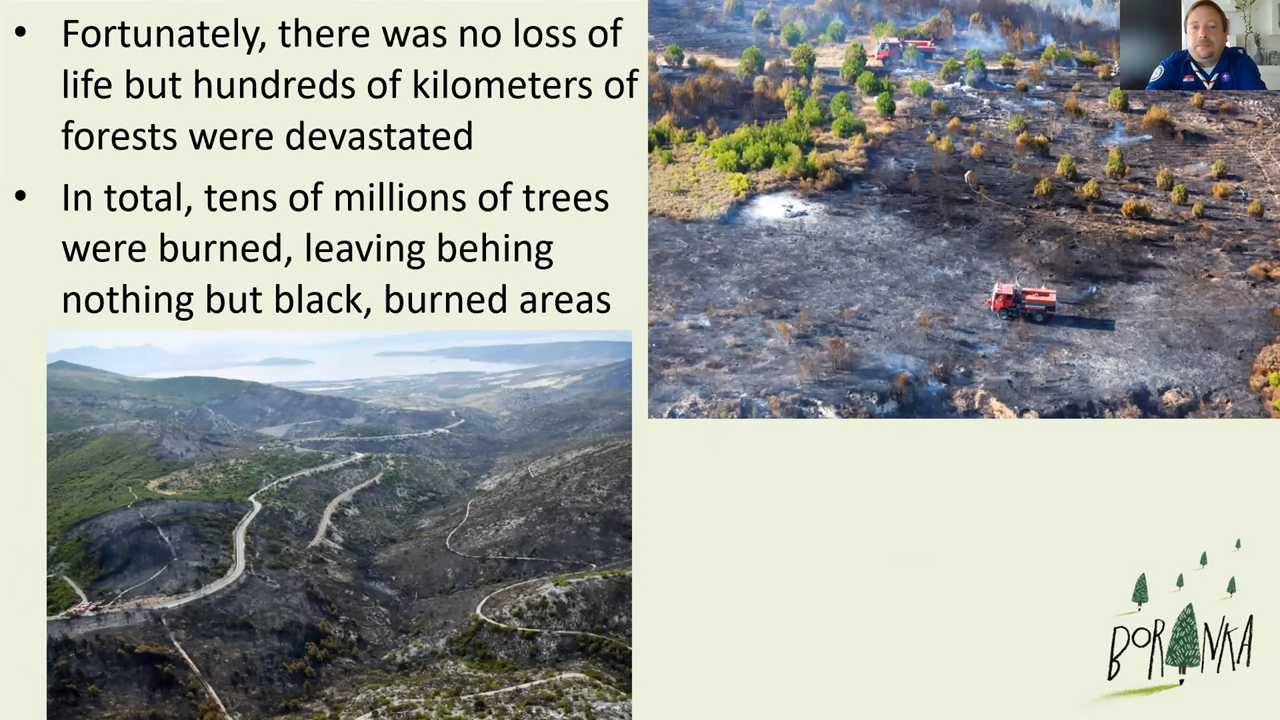 • Fortunately, there was no loss of
life but hundreds of kilometers of
forests were devastated
• In total, tens of millions of trees
were burned, leaving behing
nothing but black, burned areas
BORANKA